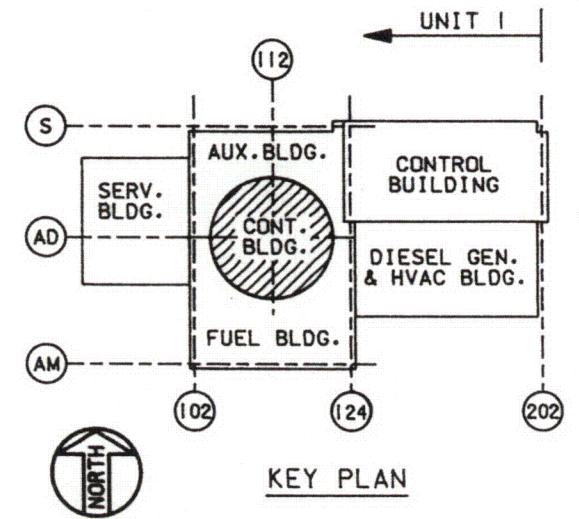 UNIT 1
112
S
AUX. BLDG.
CONTROL
BUILDING
SERV.
BLDG.
CONT.
BLDG.
AD
DIESEL GEN.
& HVAC BLDG.
FUEL BLDG.
AM
102
124
202
NORTH
KEY PLAN